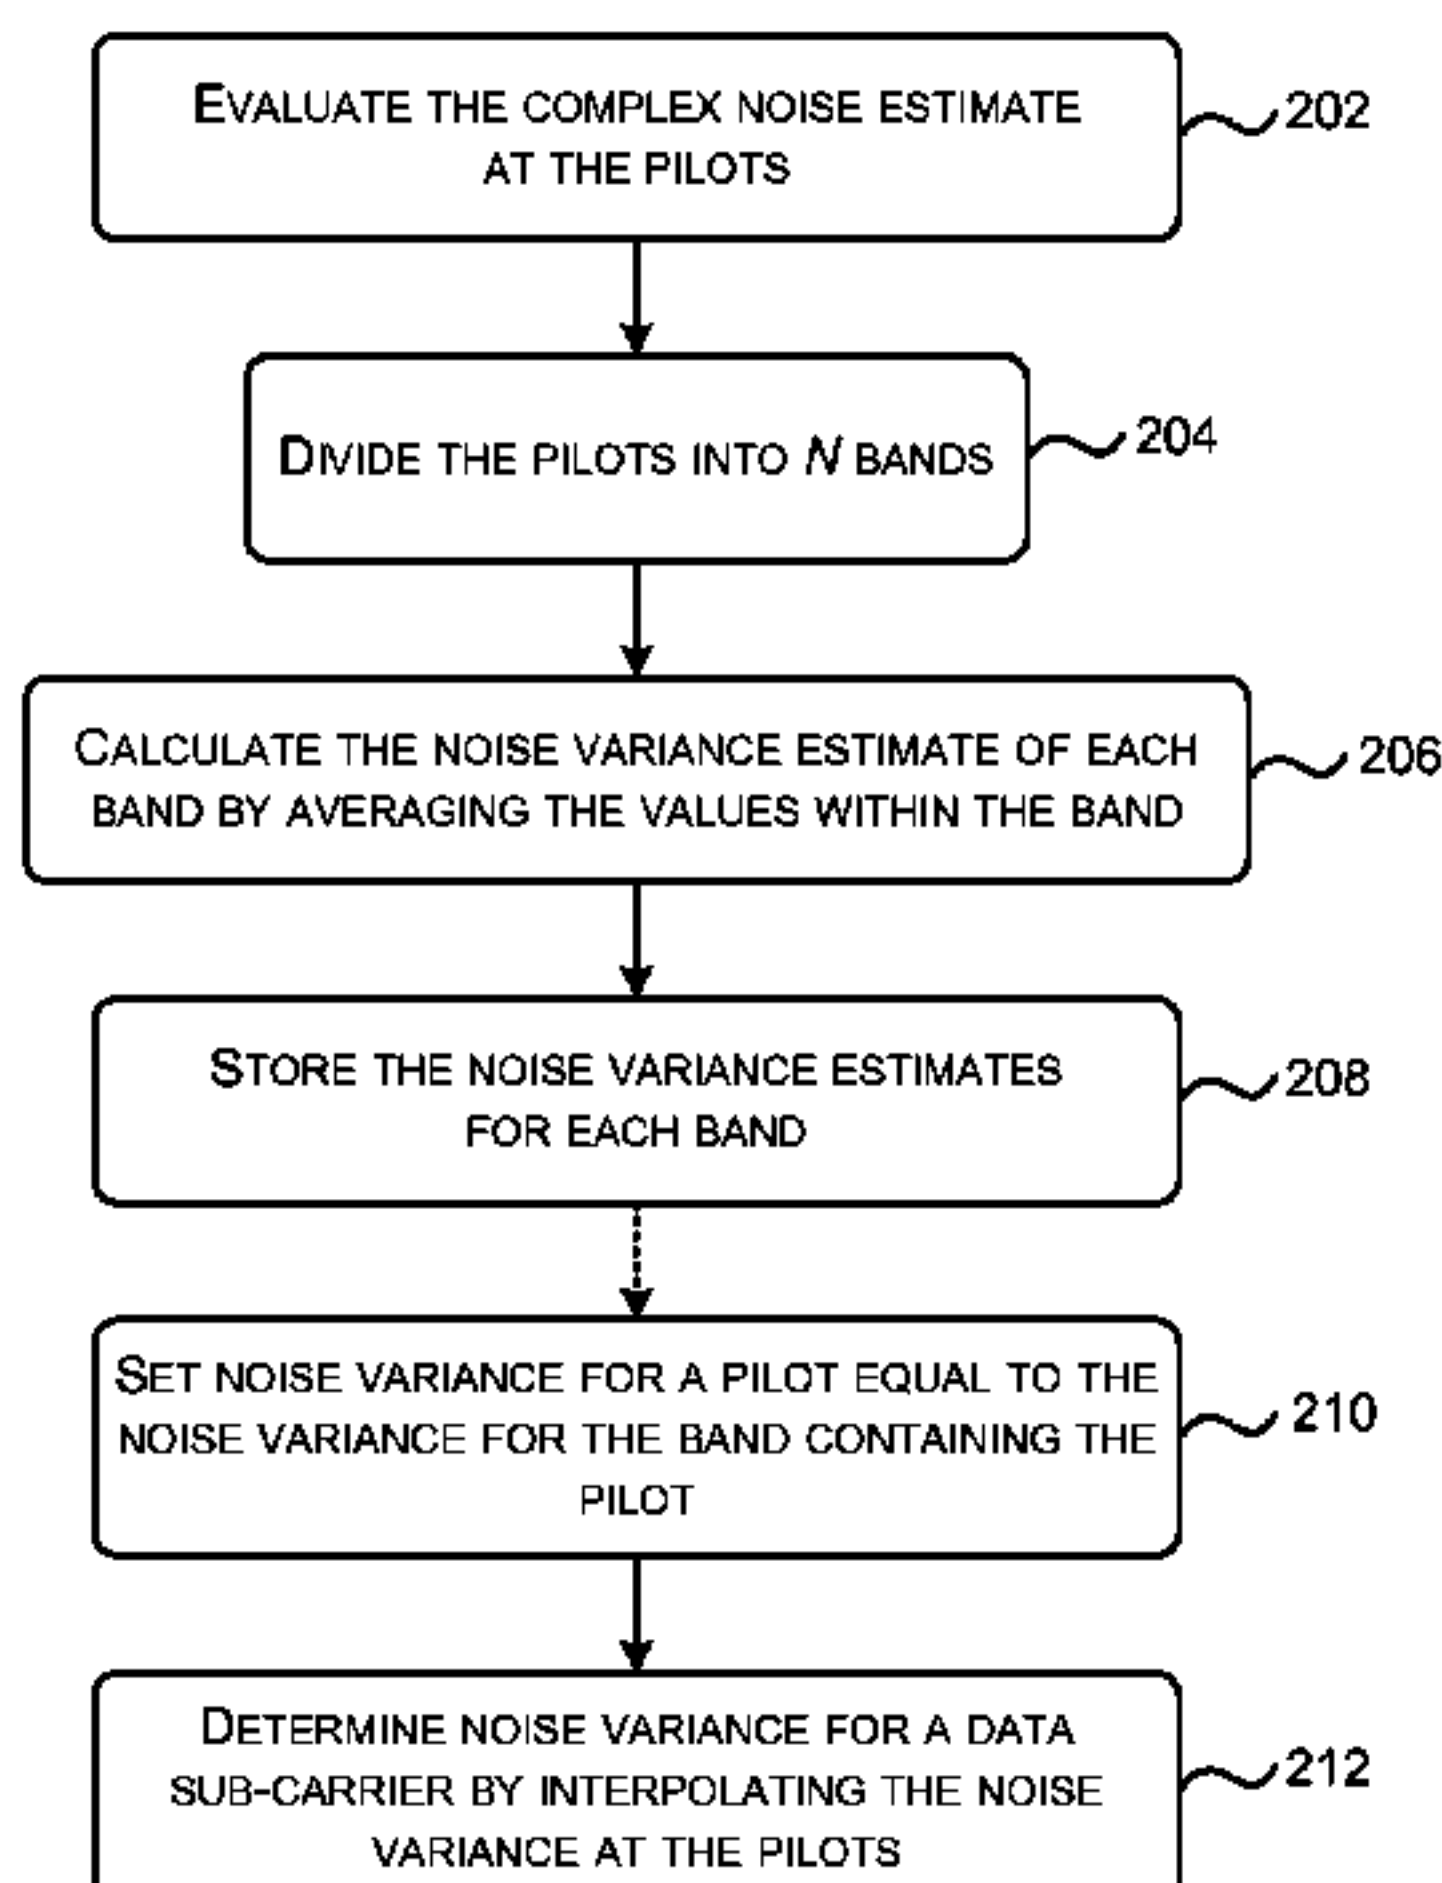 EVALUATE THE COMPLEX NOISE ESTIMATE
AT THE PILOTS
202
DIVIDE THE PILOTS INTO N BANDS
204
CALCULATE THE NOISE VARIANCE ESTIMATE OF EACH
BAND BY AVERAGING THE VALUES WITHIN THE BAND
206
STORE THE NOISE VARIANCE ESTIMATES
FOR EACH BAND
208
SET NOISE VARIANCE FOR A PILOT EQUAL TO THE
NOISE VARIANCE FOR THE BAND CONTAINING THE
PILOT
210
DETERMINE NOISE VARIANCE FOR A DATA
SUB-CARRIER BY INTERPOLATING THE NOISE
VARIANCE AT THE PILOTS
212